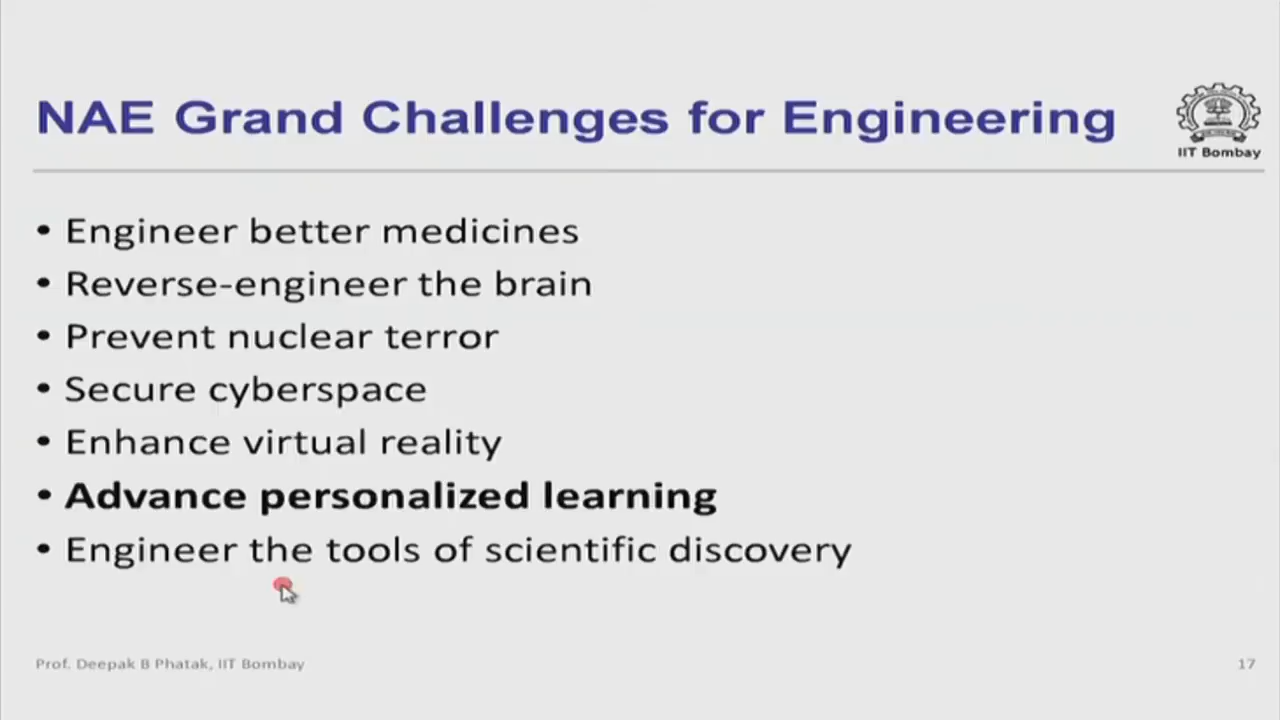 NAE Grand Challenges for Engineering
IIT Bombay
• Engineer better medicines
• Reverse-engineer the brain
• Prevent nuclear terror
• Secure cyberspace
• Enhance virtual reality
• Advance personalized learning
• Engineer the tools of scientific discovery
Prof. Deepak B Phatak, IIT Bombay
17